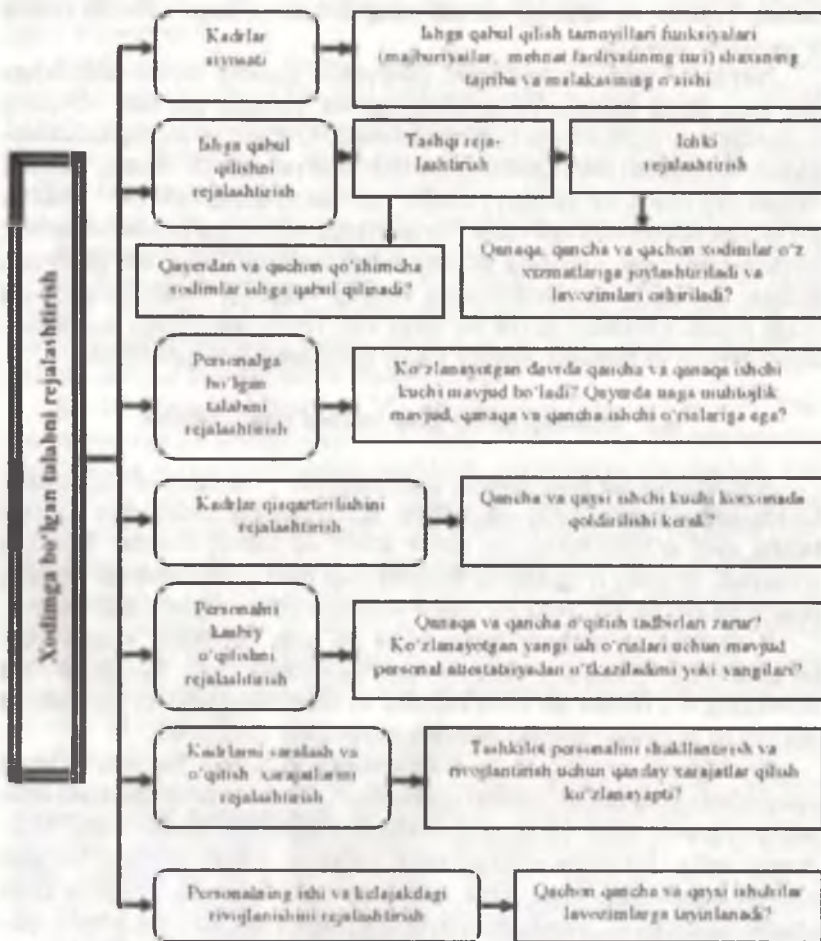 Xodimga bo'lgan talabni rejalashtirish
Kadrlar
siyosati
Ishga qabul qilish tamoyillari funksiyalari
(majburiyatlar, mehnat faoliyatining turi) shaxsning
tajriba va malakasining o'sishi
Ishga qabul
qilishni
rejalashtirish
Tashqi reja-
lashtirish
Ichki
rejalashtirish
Qayerdan va qachon qo'shimcha
xodimlar ishga qabul qilinadi?
Qanaqa, qancha va qachon xodimlar o'z
xizmatlariga joylashtiriladi va
lavozimlari oshiriladi?
Personalga
bo'lgan
talabni
rejalashtirish
Ko'zlanayotgan davrda qancha va qanaqa ishchi
kuchi mavjud bo'ladi? Qayerda unga muhtojlik
mavjud, qanaqa va qancha ishchi o'rinlariga ega?
Kadrlar qisqartirilishini
rejalashtirish
Qancha va qaysi ishchi kuchi korxonada
qoldirilishi kerak?
Personalni
kasbiy
o'qitishni
rejalashtirish
Qanaqa va qancha o'qitish tadbirlari zarur?
Ko'zlanayotgan yangi ish o'rinlari uchun mavjud
personal attestatsiyadan o'tkaziladimi yoki yangilari?
Kadrlarni saralash va
o'qitish xarajatlarini
rejalashtirish
Tashkilot personalini shakllantirish va
rivojlantirish uchun qanday xarajatlar qilish
ko'zlanayapti?
Personalning ishi va kelajakdagi
rivojlanishini rejalashtirish
Qachon qancha va qaysi ishchilar
lavozimlarga tayinlanadi?